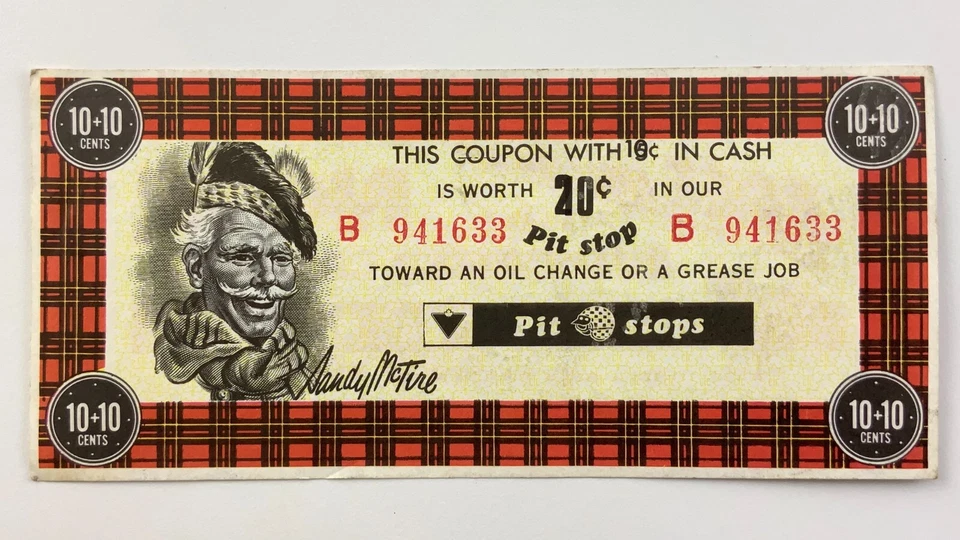 10+10
CENTS
10+10
CENTS
THIS COUPON WITH 10¢ IN CASH
IS WORTH 20¢ IN OUR
B 941633 Pit stop B 941633
TOWARD AN OIL CHANGE OR A GREASE JOB
Pit stops
Sandy McTire
10+10
CENTS
10+10
CENTS